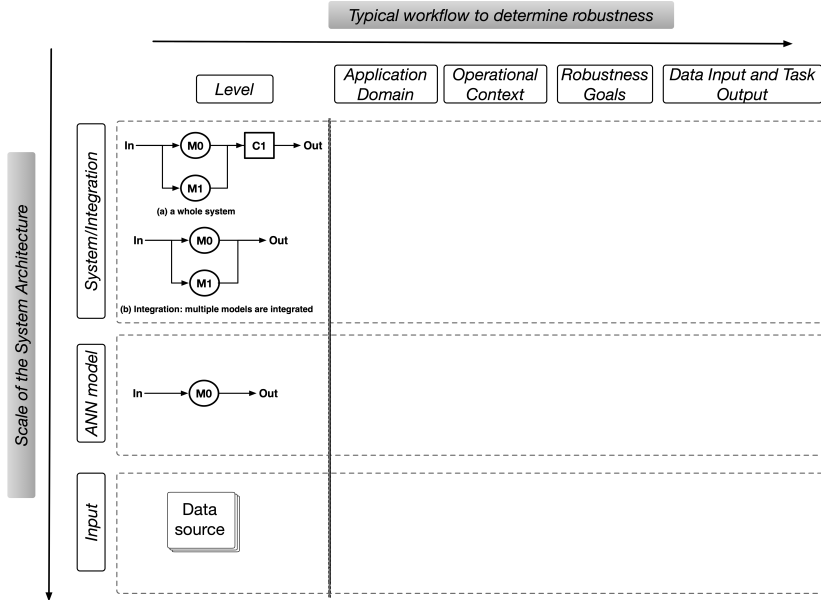 Typical workflow to determine robustness
Level
Application
Domain
Operational
Context
Robustness
Goals
Data Input and Task
Output
Scale of the System Architecture
System/Integration
In
M0
C1
Out
M1
(a) a whole system
In
M0
Out
M1
(b) Integration: multiple models are integrated
ANN model
In
M0
Out
Input
Data
source